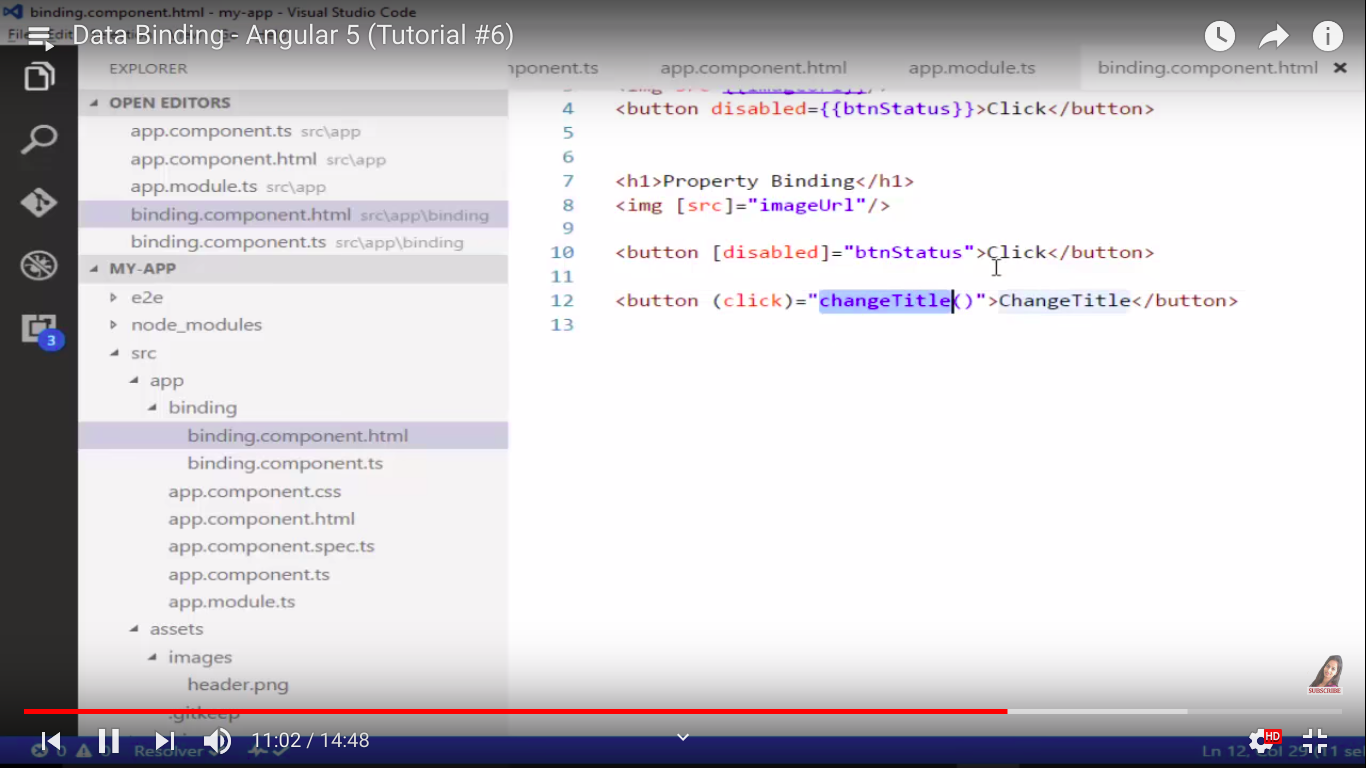 binding.component.html - my-app - Visual Studio Code
Data Binding - Angular 5 (Tutorial #6)
EXPLORER
OPEN EDITORS
app.component.ts src\app
app.component.html src\app
app.module.ts src\app
binding.component.html src\app\binding
binding.component.ts src\app\binding
MY-APP
e2e
node_modules
src
app
binding
binding.component.html
binding.component.ts
app.component.css
app.component.html
app.component.spec.ts
app.component.ts
app.module.ts
assets
images
header.png
.gitkeep
3
app.component.html app.module.ts binding.component.html
4 <button disabled={{btnStatus}}>Click</button>
5
6
7 <h1>Property Binding</h1>
8 <img [src]="imageUrl"/>
9
10 <button [disabled]="btnStatus">Click</button>
11
12 <button (click)="changeTitle()">ChangeTitle</button>
13
SUBSCRIBE
11:02 / 14:48
HD
Resolver
Ln 12, Col 29 (11 sel